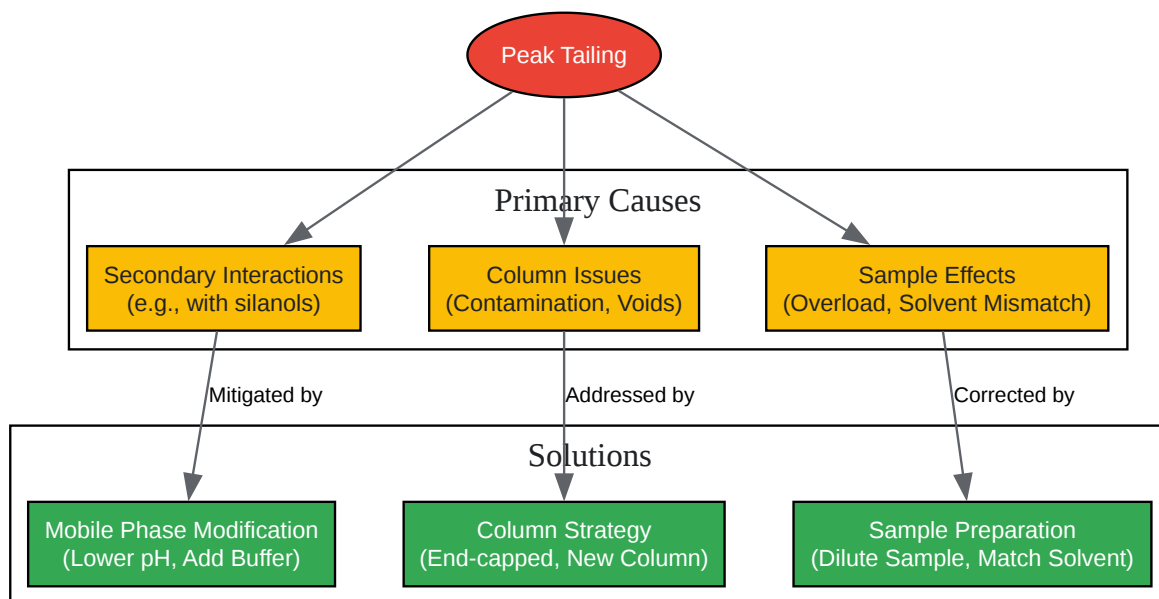 Peak Tailing
Primary Causes
Secondary Interactions
(e.g., with silanols)
Column Issues
(Contamination, Voids)
Sample Effects
(Overload, Solvent Mismatch)
Mitigated by
Addressed by
Corrected by
Solutions
Mobile Phase Modification
(Lower pH, Add Buffer)
Column Strategy
(End-capped, New Column)
Sample Preparation
(Dilute Sample, Match Solvent)